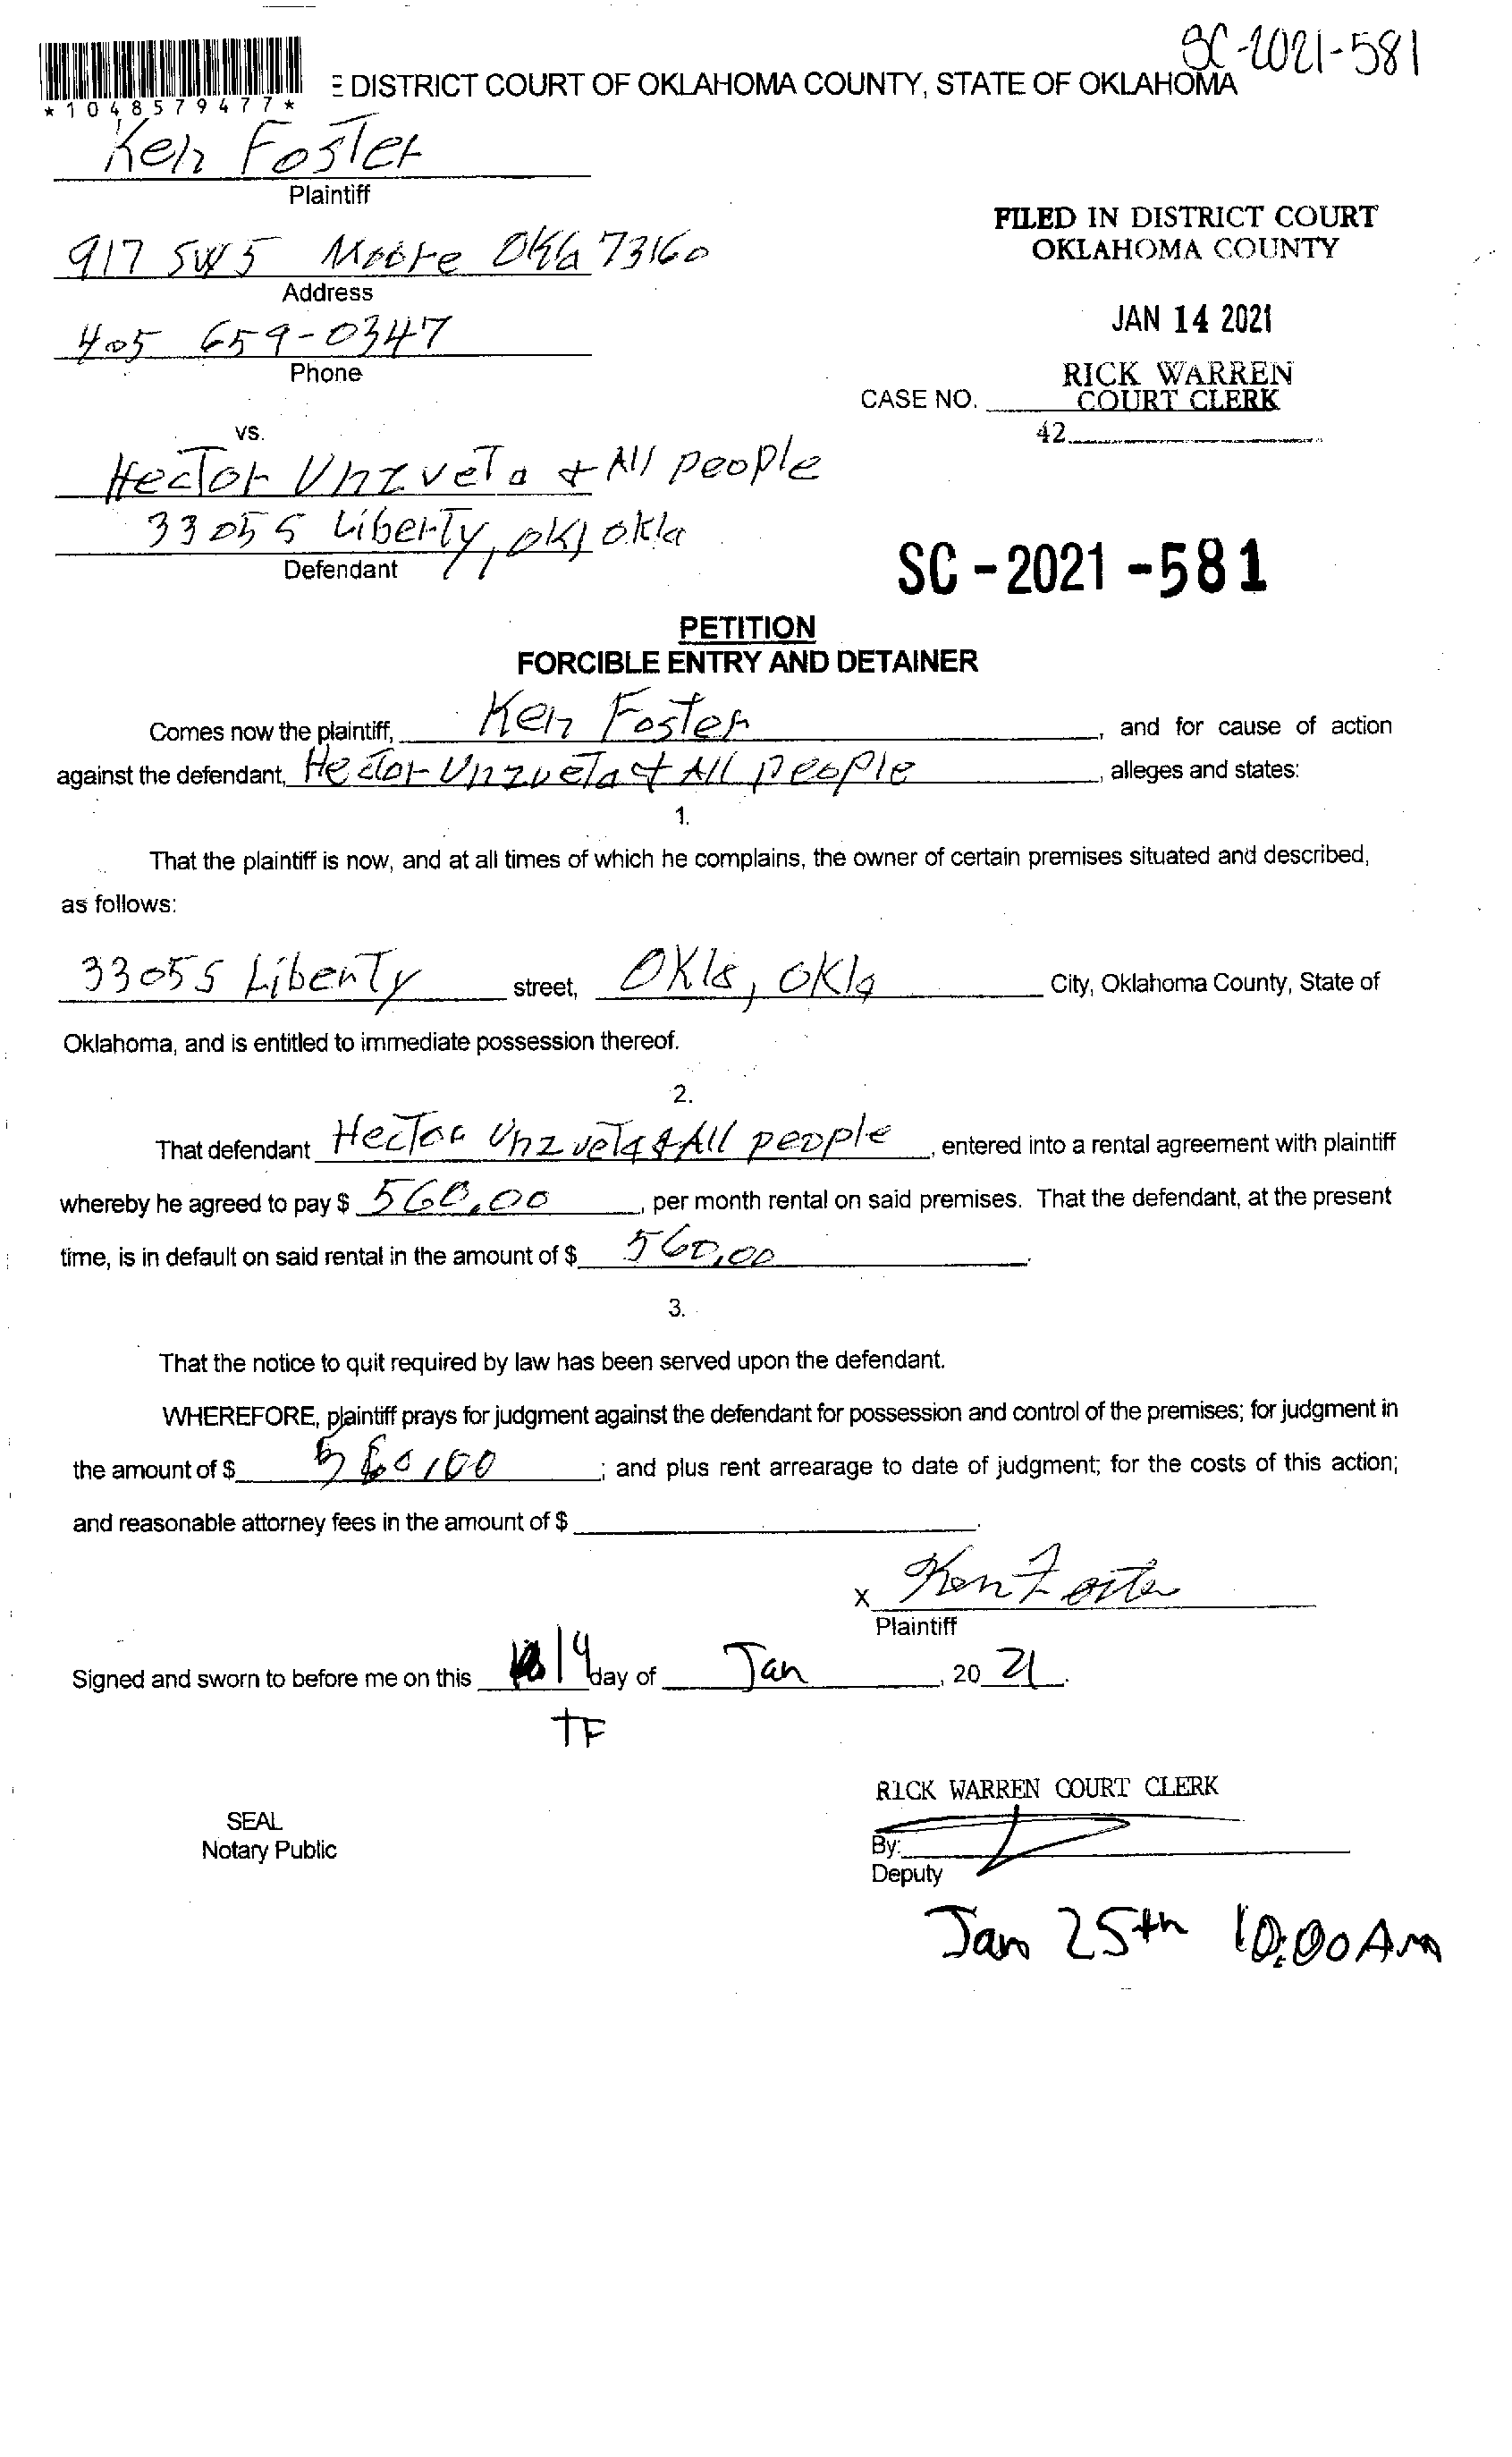 SC-2021-581
*1048579477*
E DISTRICT COURT OF OKLAHOMA COUNTY, STATE OF OKLAHOMA
Ken Foster
Plaintiff
917 SW 5 Moore Okla 73160
Address
405 659-0347
Phone
FILED IN DISTRICT COURT
OKLAHOMA COUNTY
JAN 14 2021
RICK WARREN
COURT CLERK
CASE NO.
42
vs.
Hector Unzueta & All people
3305 S Liberty, Okl okla
Defendant
SC-2021-581
PETITION
FORCIBLE ENTRY AND DETAINER
Comes now the plaintiff, Ken Foster, and for cause of action
against the defendant, Hector Unzueta & All people, alleges and states:
1.
That the plaintiff is now, and at all times of which he complains, the owner of certain premises situated and described,
as follows:
3305 S Liberty street, Okla, Okla City, Oklahoma County, State of
Oklahoma, and is entitled to immediate possession thereof.
2.
That defendant Hector Unzueta & All people, entered into a rental agreement with plaintiff
whereby he agreed to pay $ 560.00, per month rental on said premises. That the defendant, at the present
time, is in default on said rental in the amount of $ 560.00.
3.
That the notice to quit required by law has been served upon the defendant.
WHEREFORE, plaintiff prays for judgment against the defendant for possession and control of the premises; for judgment in
the amount of $ 560.00; and plus rent arrearage to date of judgment; for the costs of this action;
and reasonable attorney fees in the amount of $ .
x Ken Foster
Plaintiff
Signed and sworn to before me on this 14 day of Jan, 20 21.
TF
RICK WARREN COURT CLERK
SEAL
Notary Public
By:
Deputy
Jan 25th 10:00 AM